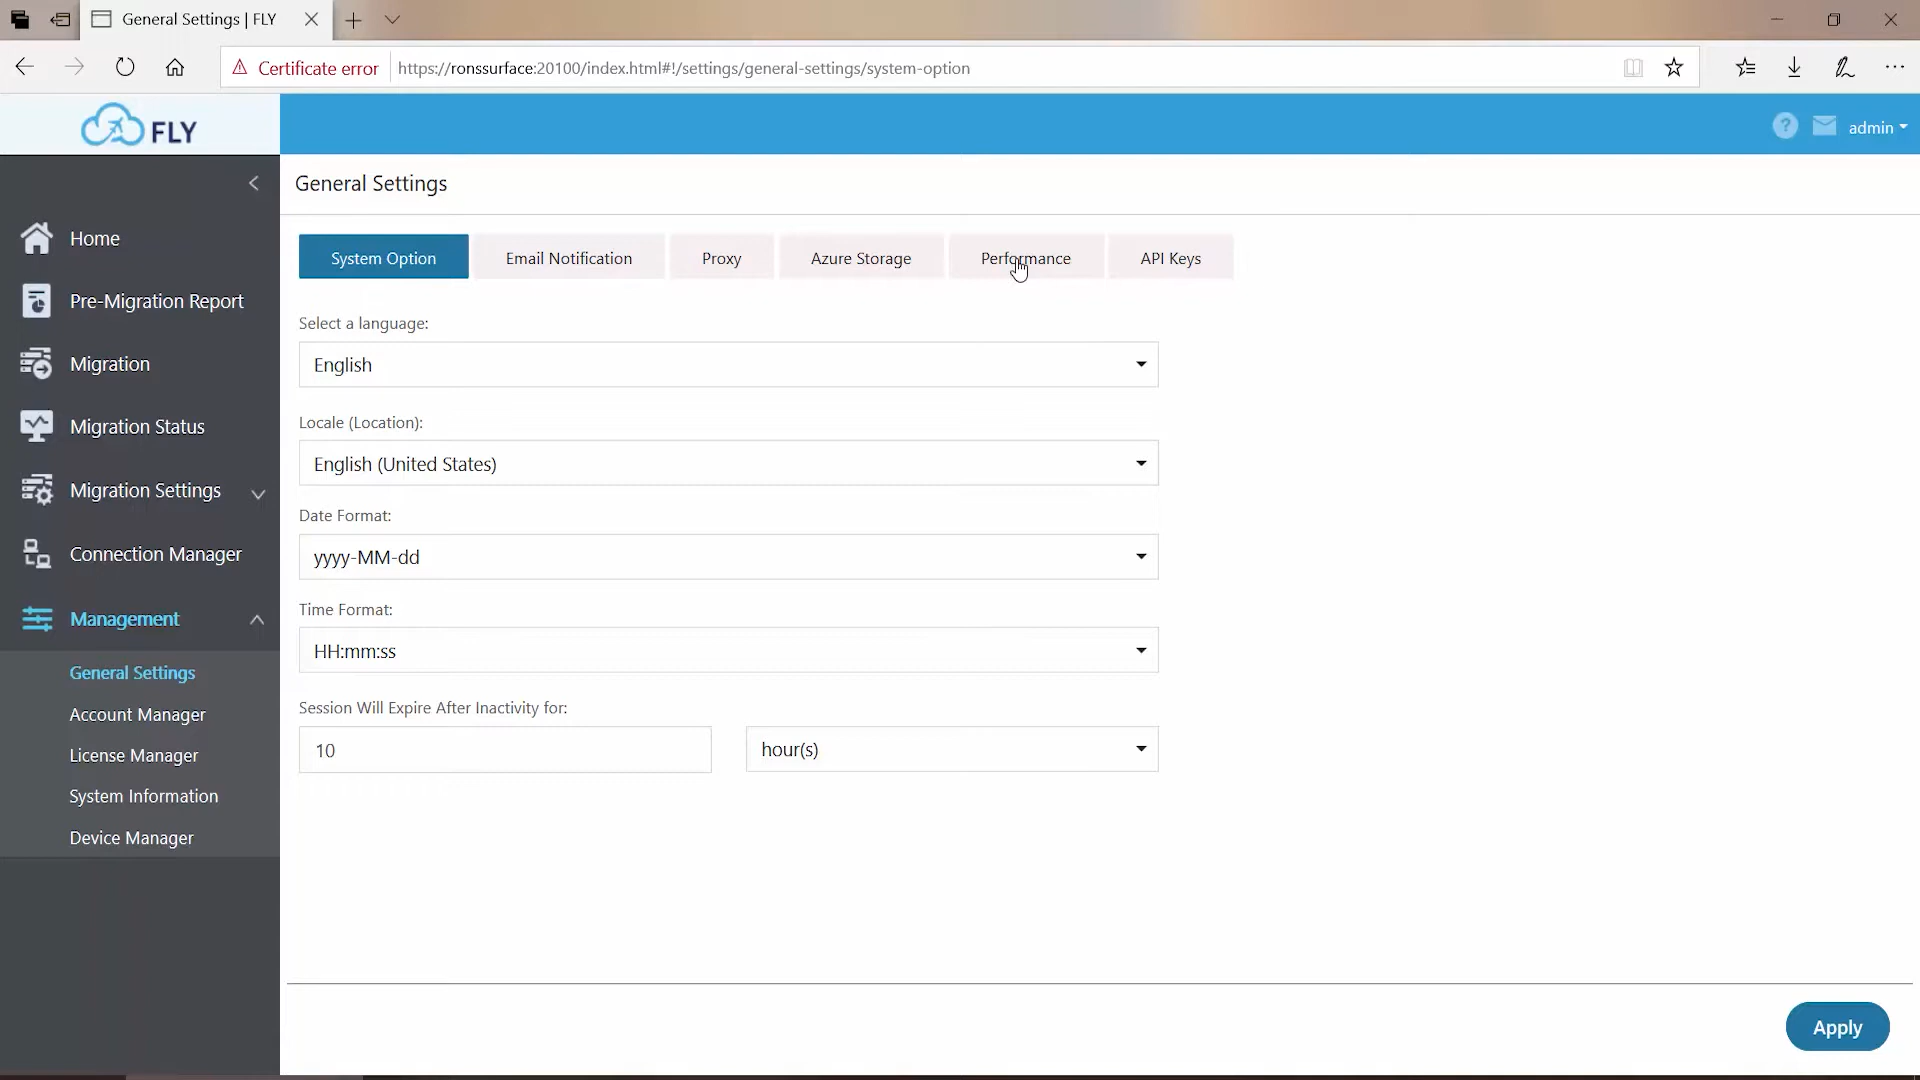 General Settings | FLY
Certificate error
https://ronssurface:20100/index.html#!/settings/general-settings/system-option
FLY
?
admin
General Settings
Home
Pre-Migration Report
Migration
Migration Status
Migration Settings
Connection Manager
Management
General Settings
Account Manager
License Manager
System Information
Device Manager
System Option
Email Notification
Proxy
Azure Storage
Performance
API Keys
Select a language:
English
Locale (Location):
English (United States)
Date Format:
yyyy-MM-dd
Time Format:
HH:mm:ss
Session Will Expire After Inactivity for:
10
hour(s)
Apply